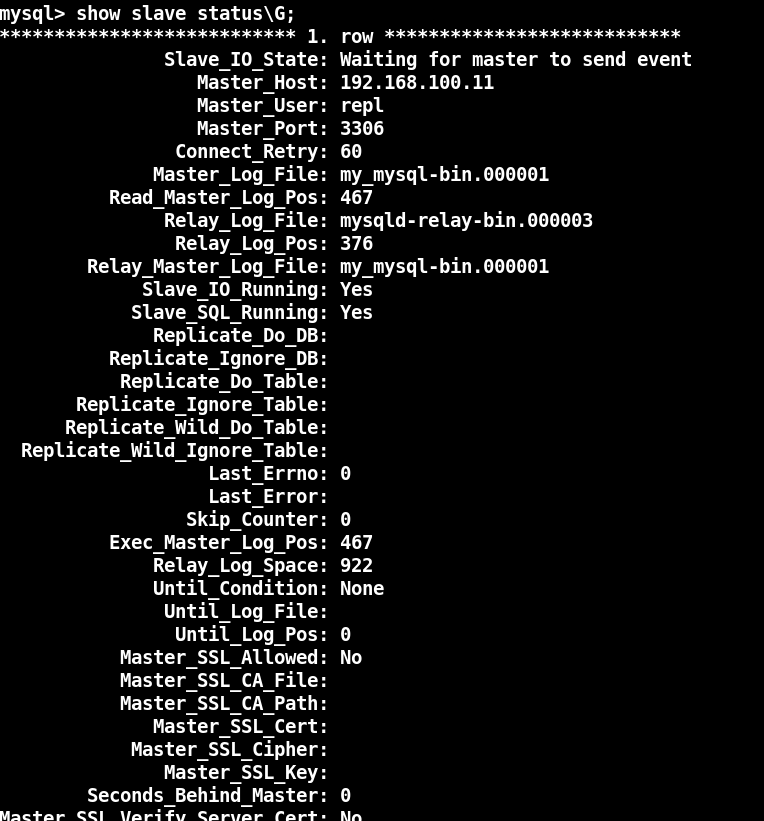 mysql> show slave status\G;
*************************** 1. row ***************************
Slave_IO_State: Waiting for master to send event
Master_Host: 192.168.100.11
Master_User: repl
Master_Port: 3306
Connect_Retry: 60
Master_Log_File: my_mysql-bin.000001
Read_Master_Log_Pos: 467
Relay_Log_File: mysqld-relay-bin.000003
Relay_Log_Pos: 376
Relay_Master_Log_File: my_mysql-bin.000001
Slave_IO_Running: Yes
Slave_SQL_Running: Yes
Replicate_Do_DB:
Replicate_Ignore_DB:
Replicate_Do_Table:
Replicate_Ignore_Table:
Replicate_Wild_Do_Table:
Replicate_Wild_Ignore_Table:
Last_Errno: 0
Last_Error:
Skip_Counter: 0
Exec_Master_Log_Pos: 467
Relay_Log_Space: 922
Until_Condition: None
Until_Log_File:
Until_Log_Pos: 0
Master_SSL_Allowed: No
Master_SSL_CA_File:
Master_SSL_CA_Path:
Master_SSL_Cert:
Master_SSL_Cipher:
Master_SSL_Key:
Seconds_Behind_Master: 0
Master_SSL_Verify_Server_Cert: No